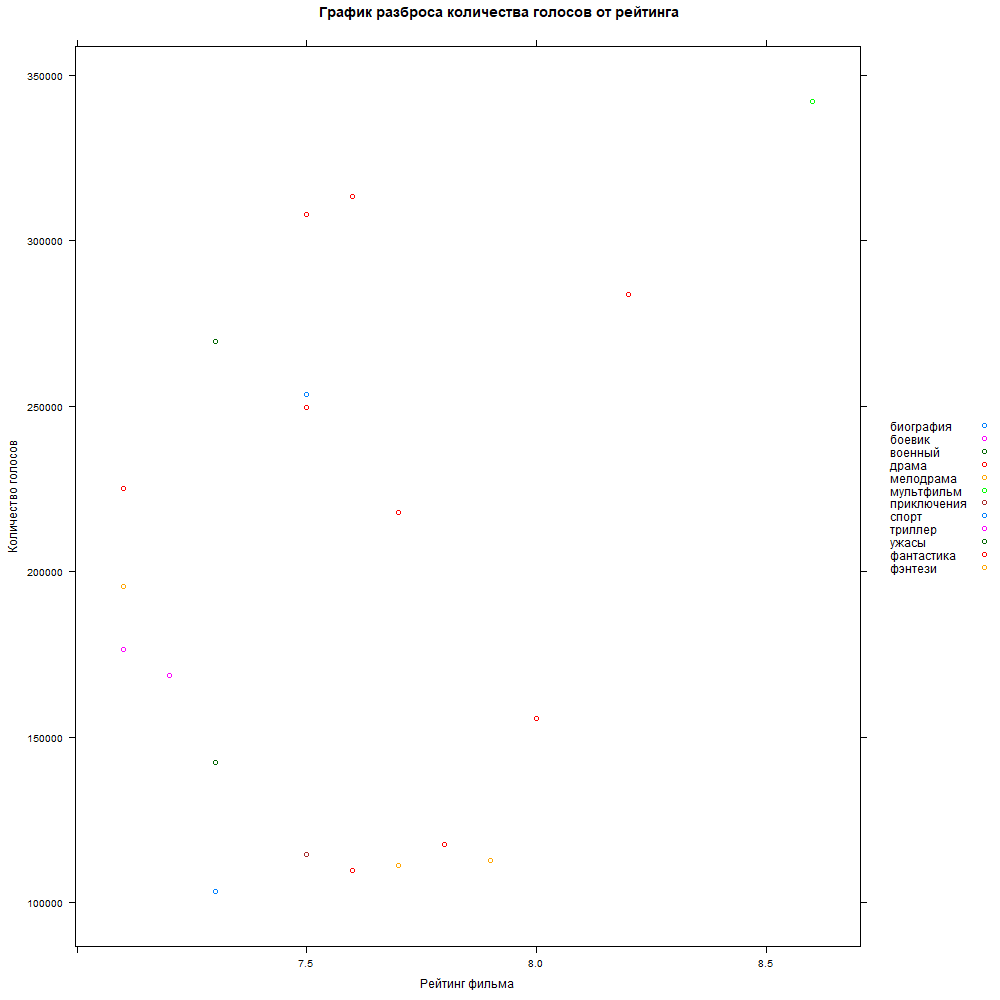 График разброса количества голосов от рейтинга
350000
300000
250000
200000
150000
100000
Количество голосов
7.5
8.0
8.5
Рейтинг фильма
биография
боевик
военный
драма
мелодрама
мультфильм
приключения
спорт
триллер
ужасы
фантастика
фэнтези